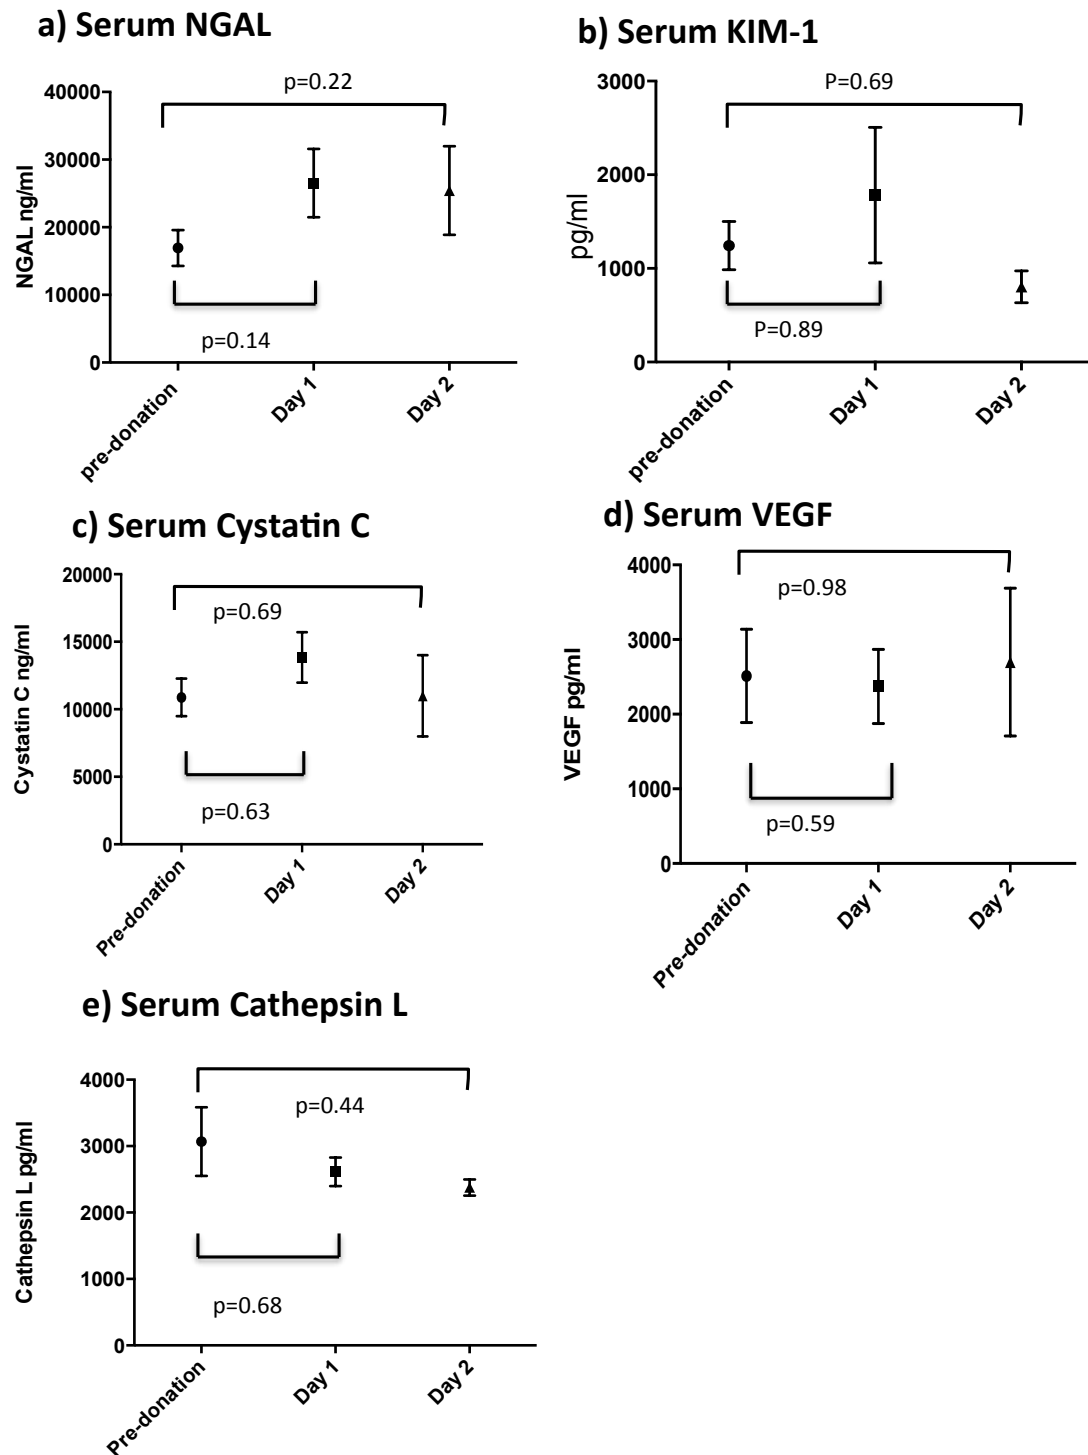 a) Serum NGAL
p=0.22
40000
30000
20000
10000
0
NGAL ng/ml
p=0.14
pre-donation
Day 1
Day 2
b) Serum KIM-1
P=0.69
3000
2000
1000
0
pg/ml
P=0.89
pre-donation
Day 1
Day 2
c) Serum Cystatin C
20000
15000
10000
5000
0
Cystatin C ng/ml
p=0.69
p=0.63
Pre-donation
Day 1
Day 2
d) Serum VEGF
4000
3000
2000
1000
0
VEGF pg/ml
p=0.98
p=0.59
Pre-donation
Day 1
Day 2
e) Serum Cathepsin L
4000
3000
2000
1000
0
Cathepsin L pg/ml
p=0.44
p=0.68
Pre-donation
Day 1
Day 2